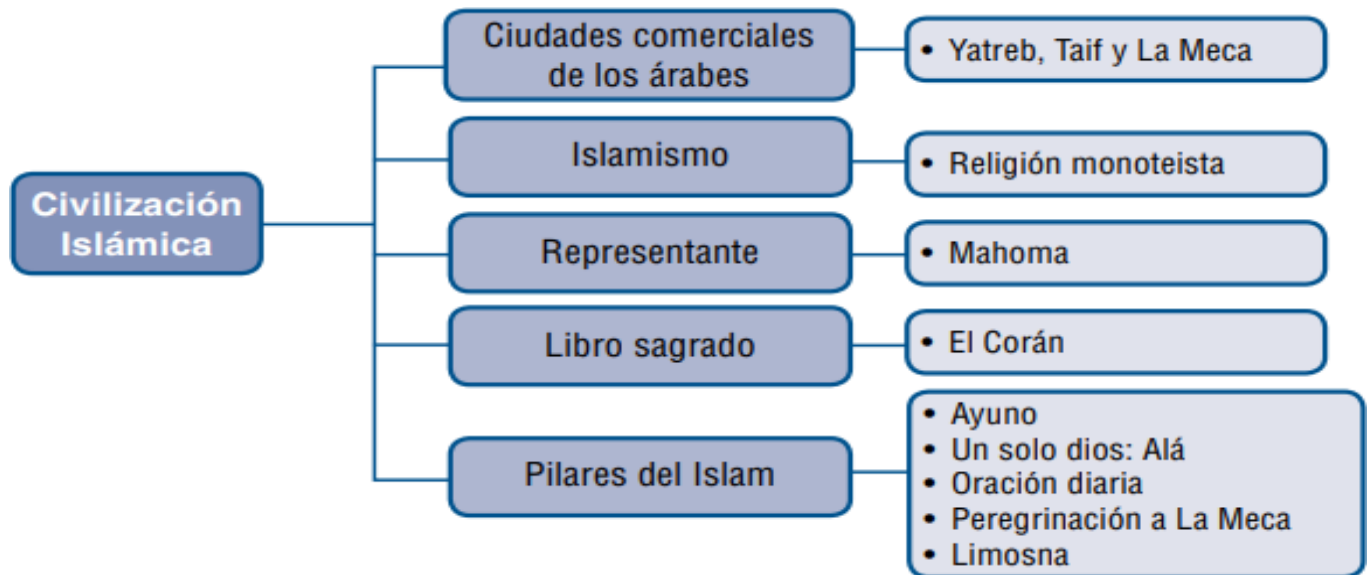 Civilización
Islámica
Ciudades comerciales
de los árabes
• Yatreb, Taif y La Meca
Islamismo
• Religión monoteista
Representante
• Mahoma
Libro sagrado
• El Corán
Pilares del Islam
• Ayuno
• Un solo dios: Alá
• Oración diaria
• Peregrinación a La Meca
• Limosna